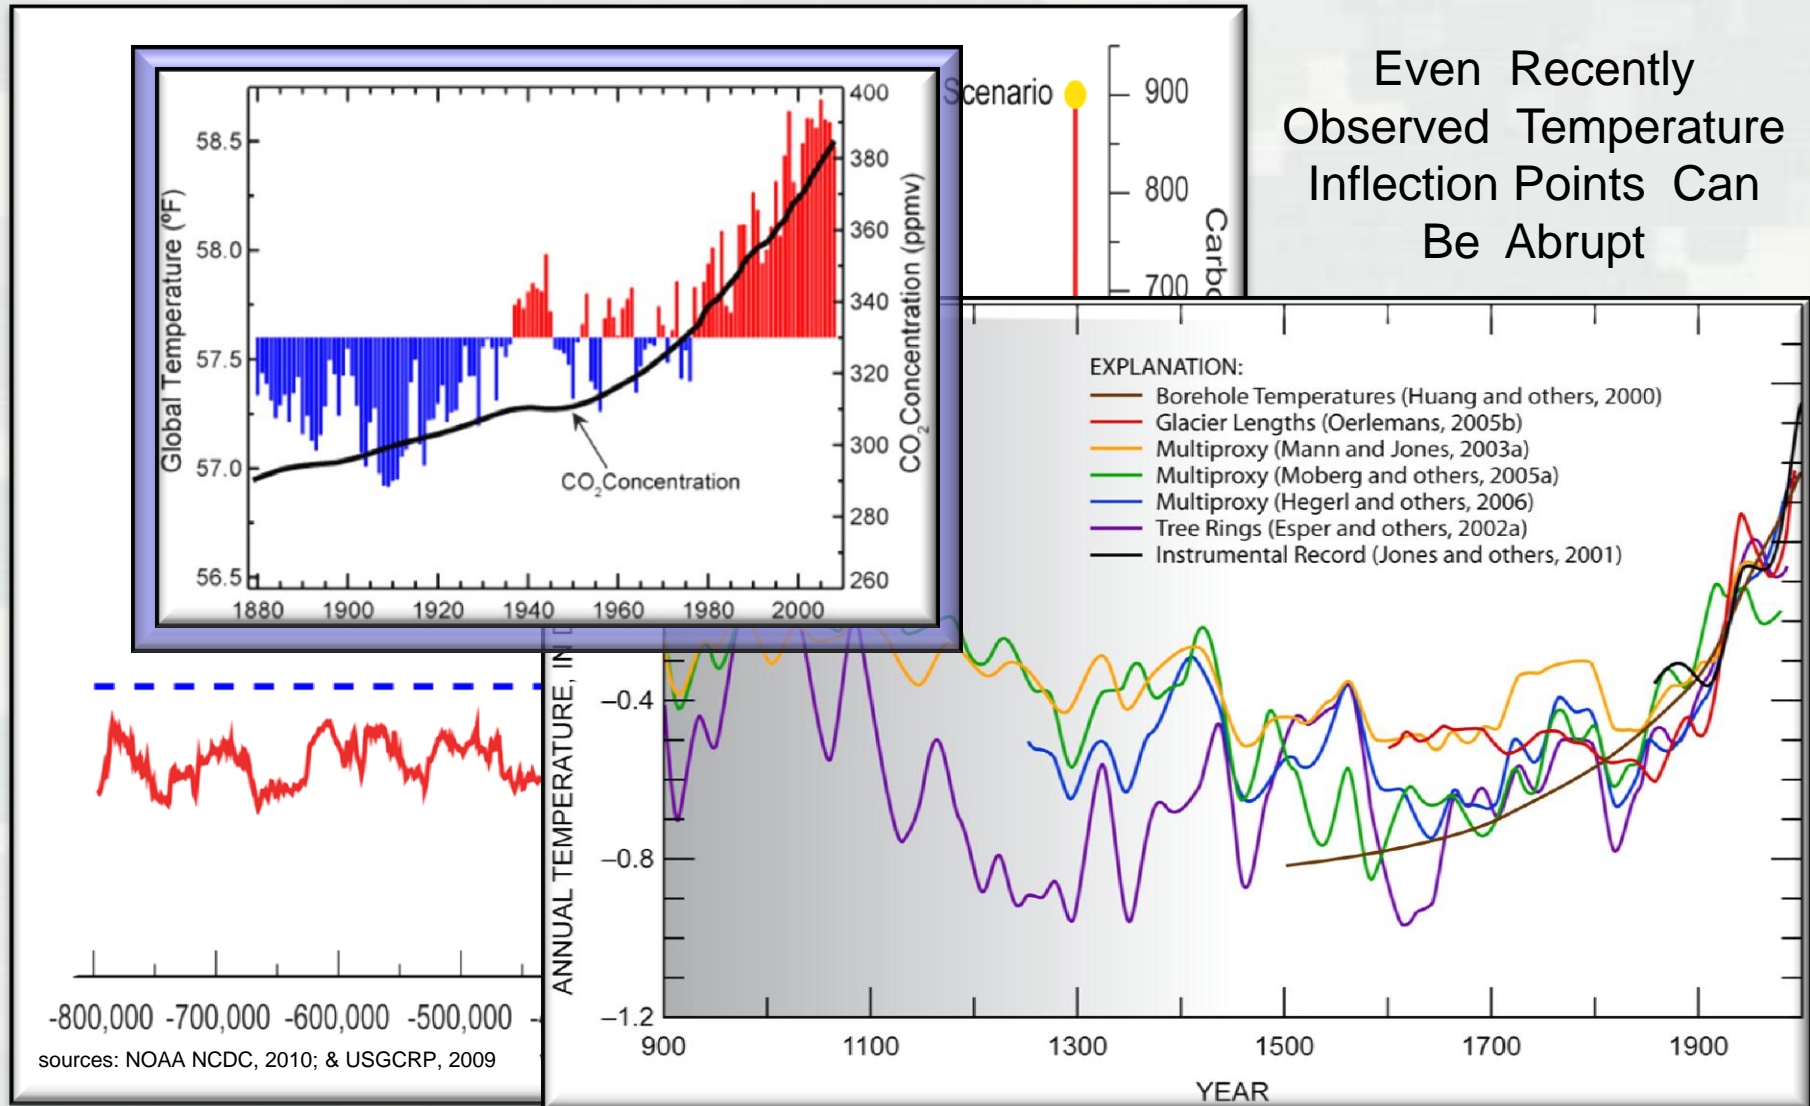 Even Recently
Observed Temperature
Inflection Points Can
Be Abrupt
Scenario
900
800
700
Global Temperature (°F)
58.5
58.0
57.5
57.0
56.5
400
380
360
340
320
300
280
260
CO2 Concentration (ppmv)
CO2 Concentration
1880 1900 1920 1940 1960 1980 2000
EXPLANATION:
Borehole Temperatures (Huang and others, 2000)
Glacier Lengths (Oerlemans, 2005b)
Multiproxy (Mann and Jones, 2003a)
Multiproxy (Moberg and others, 2005a)
Multiproxy (Hegerl and others, 2006)
Tree Rings (Esper and others, 2002a)
Instrumental Record (Jones and others, 2001)
ANNUAL TEMPERATURE, IN
−0.4
−0.8
−1.2
900 1100 1300 1500 1700 1900
YEAR
-800,000 -700,000 -600,000 -500,000
sources: NOAA NCDC, 2010; & USGCRP, 2009